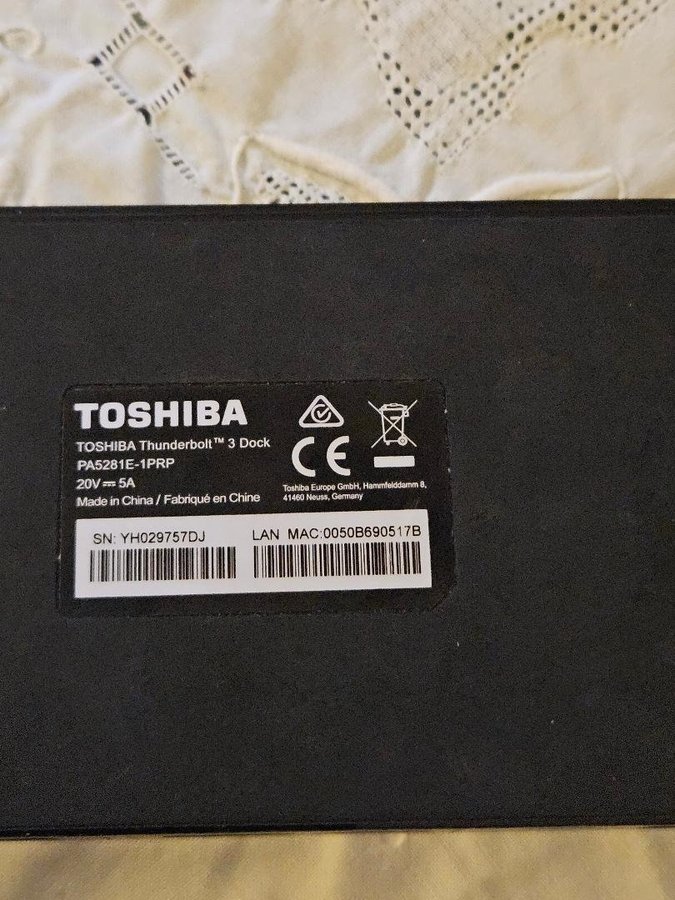 TOSHIBA
TOSHIBA Thunderbolt™ 3 Dock
PA5281E-1PRP
20V⎓5A
Made in China / Fabriqué en Chine
CE
Toshiba Europe GmbH, Hammfelddamm 8,
41460 Neuss, Germany
SN: YH029757DJ
LAN MAC:0050B690517B